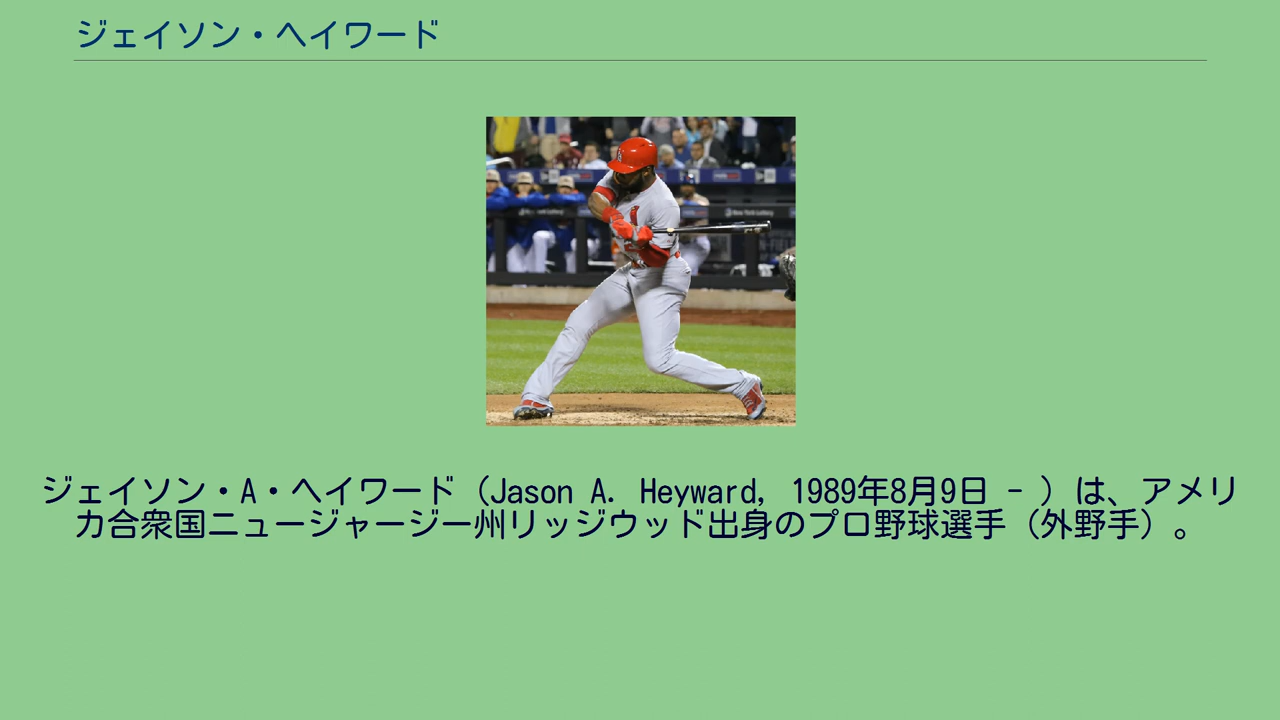 ジェイソン・ヘイワード
ジェイソン・A・ヘイワード（Jason A. Heyward, 1989年8月9日 - ）は、アメリ
カ合衆国ニュージャージー州リッジウッド出身のプロ野球選手（外野手）。